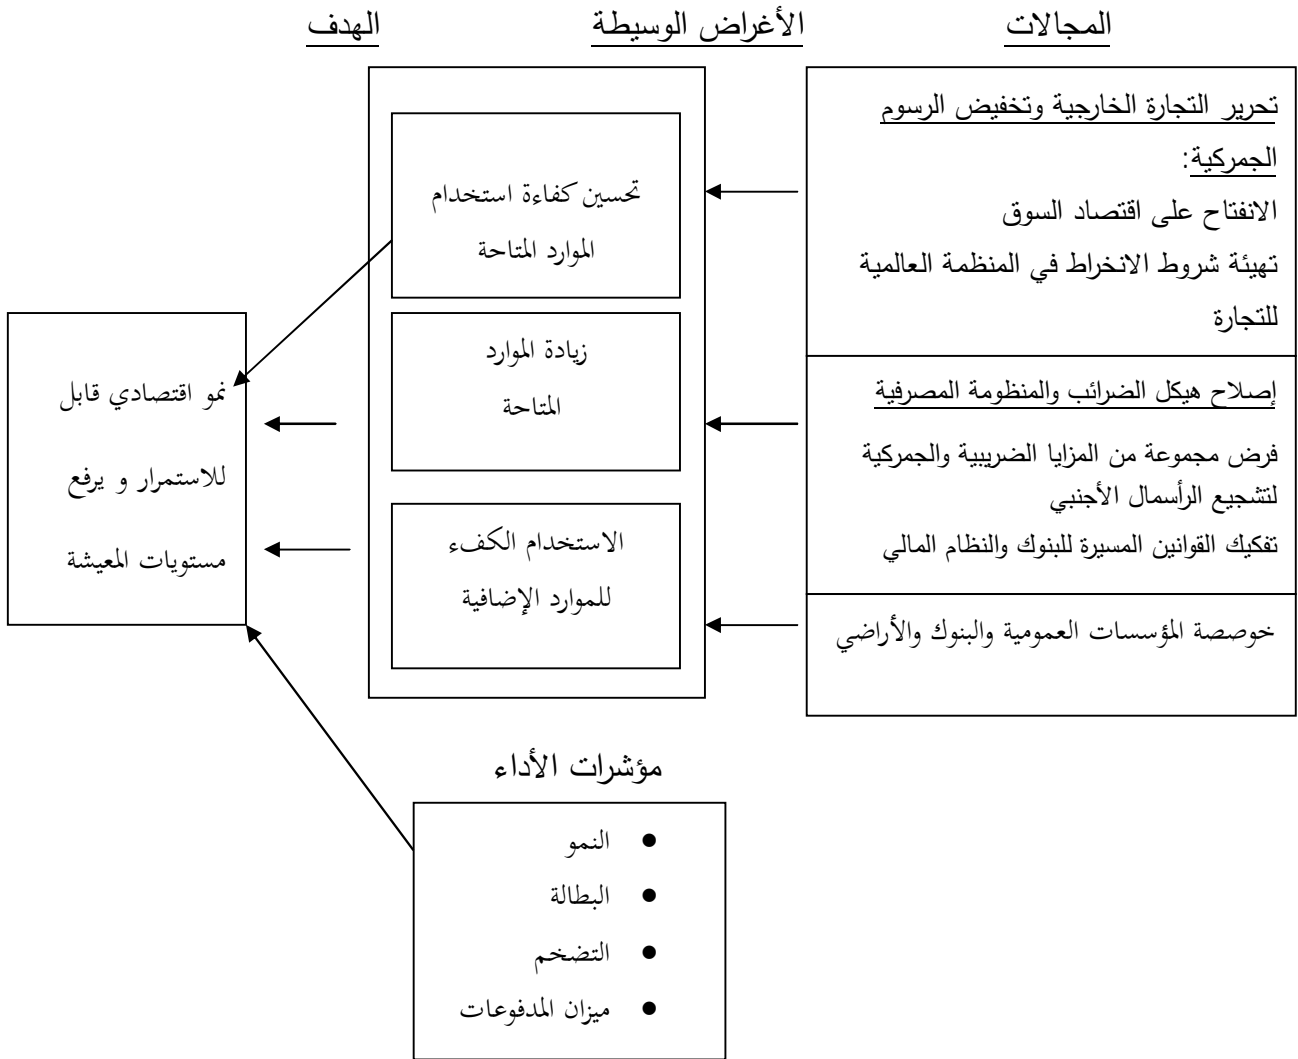 المجالات
الأغراض الوسيطة
الهدف
تحرير التجارة الخارجية وتخفيض الرسوم
الجمركية:
الانفتاح على اقتصاد السوق
تهيئة شروط الانخراط في المنظمة العالمية
للتجارة
إصلاح هيكل الضرائب والمنظومة المصرفية
فرض مجموعة من المزايا الضريبية والجمركية
لتشجيع الرأسمال الأجنبي
تفكيك القوانين المسيرة للبنوك والنظام المالي
خوصصة المؤسسات العمومية والبنوك والأراضي
تحسين كفاءة استخدام
الموارد المتاحة
زيادة الموارد
المتاحة
الاستخدام الكفء
للموارد الإضافية
نمو اقتصادي قابل
للاستمرار و يرفع
مستويات المعيشة
مؤشرات الأداء
● النمو
● البطالة
● التضخم
● ميزان المدفوعات